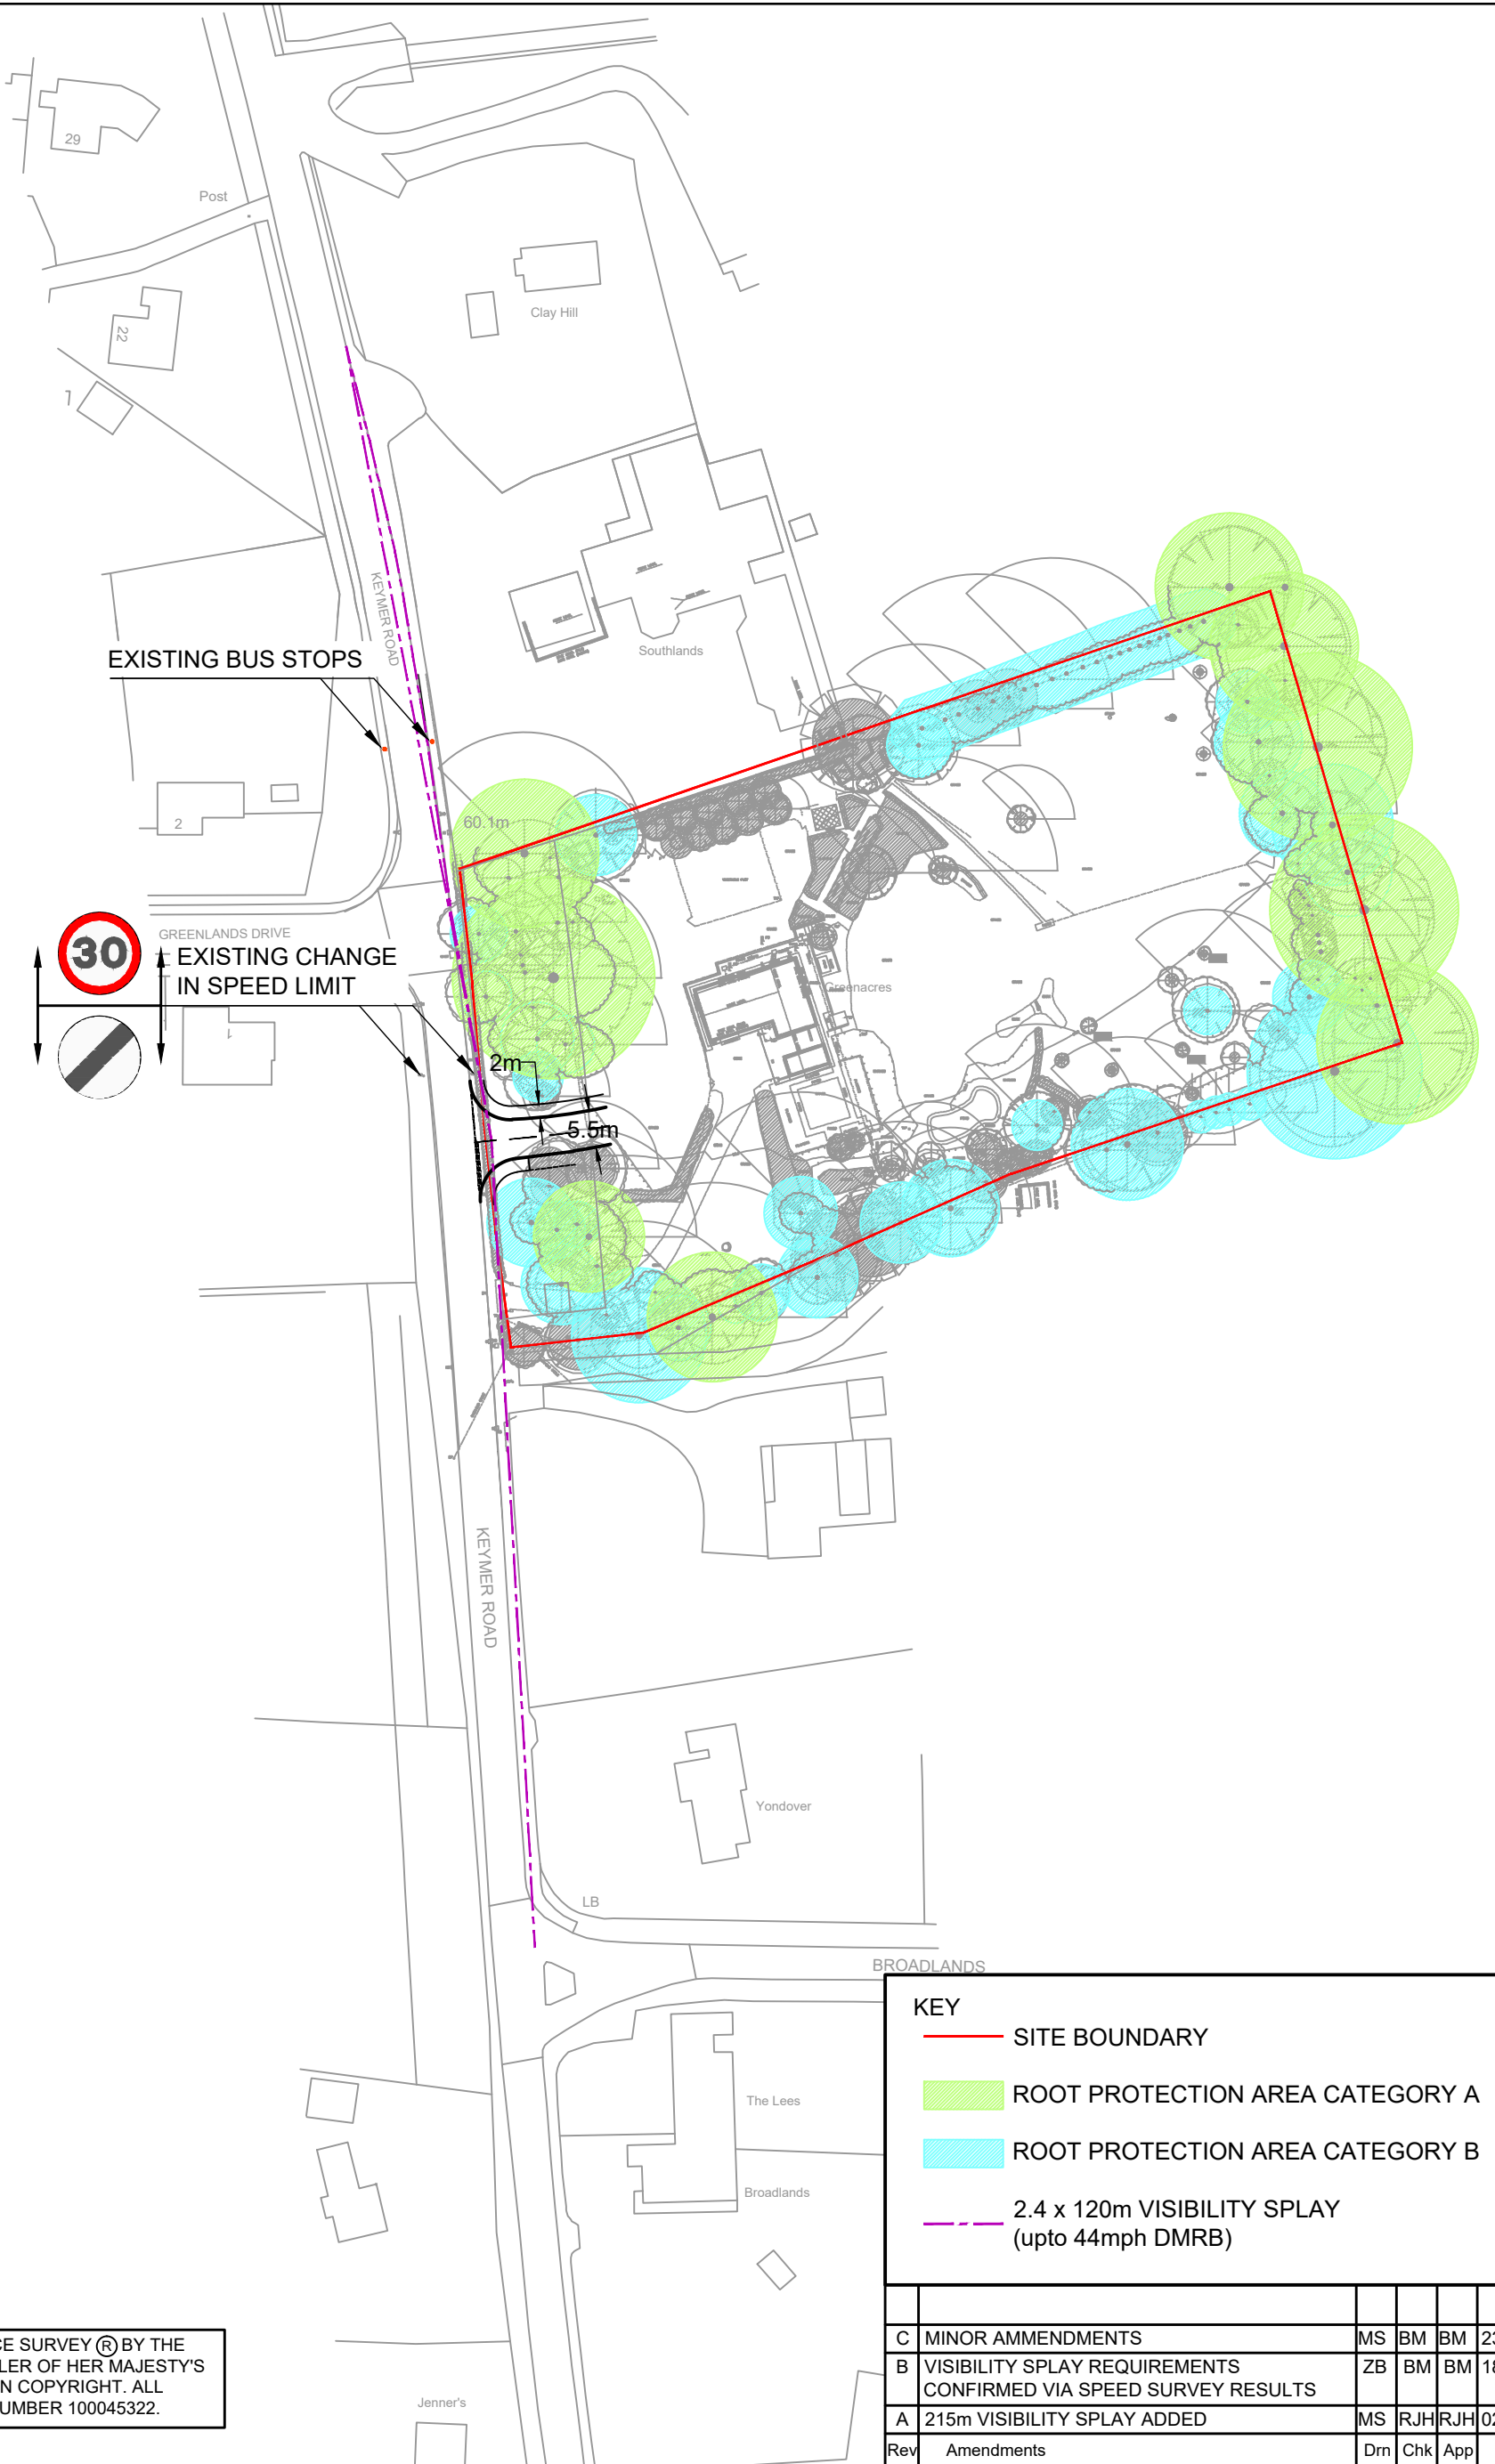 29
Post
Clay Hill
22
KEYMER ROAD
EXISTING BUS STOPS
Southlands
2
60.1m
30
GREENLANDS DRIVE
EXISTING CHANGE
IN SPEED LIMIT
Greenacres
1
2m
5.5m
KEYMER ROAD
Yondover
LB
BROADLANDS
KEY
SITE BOUNDARY
ROOT PROTECTION AREA CATEGORY A
ROOT PROTECTION AREA CATEGORY B
2.4 x 120m VISIBILITY SPLAY
(upto 44mph DMRB)
The Lees
Broadlands
Jenner's
CE SURVEY ® BY THE
LER OF HER MAJESTY'S
N COPYRIGHT. ALL
UMBER 100045322.
C MINOR AMMENDMENTS MS BM BM 23
B VISIBILITY SPLAY REQUIREMENTS ZB BM BM 18
CONFIRMED VIA SPEED SURVEY RESULTS
A 215m VISIBILITY SPLAY ADDED MS RJH RJH 02
Rev Amendments Drn Chk App